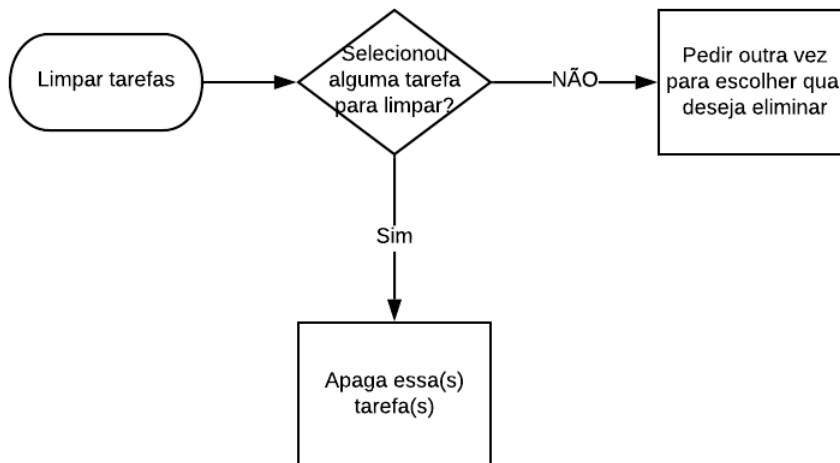 Limpar tarefas
Selecionou
alguma tarefa
para limpar?
NÃO
Pedir outra vez
para escolher qua
deseja eliminar
Sim
Apaga essa(s)
tarefa(s)